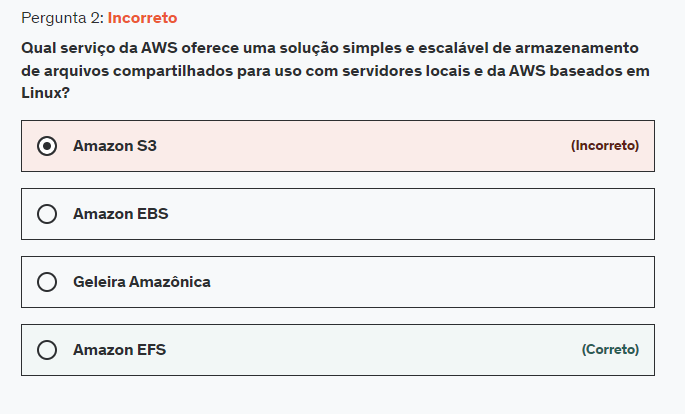 Pergunta 2: Incorreto
Qual serviço da AWS oferece uma solução simples e escalável de armazenamento
de arquivos compartilhados para uso com servidores locais e da AWS baseados em
Linux?
Amazon S3 (Incorreto)
Amazon EBS
Geleira Amazônica
Amazon EFS (Correto)